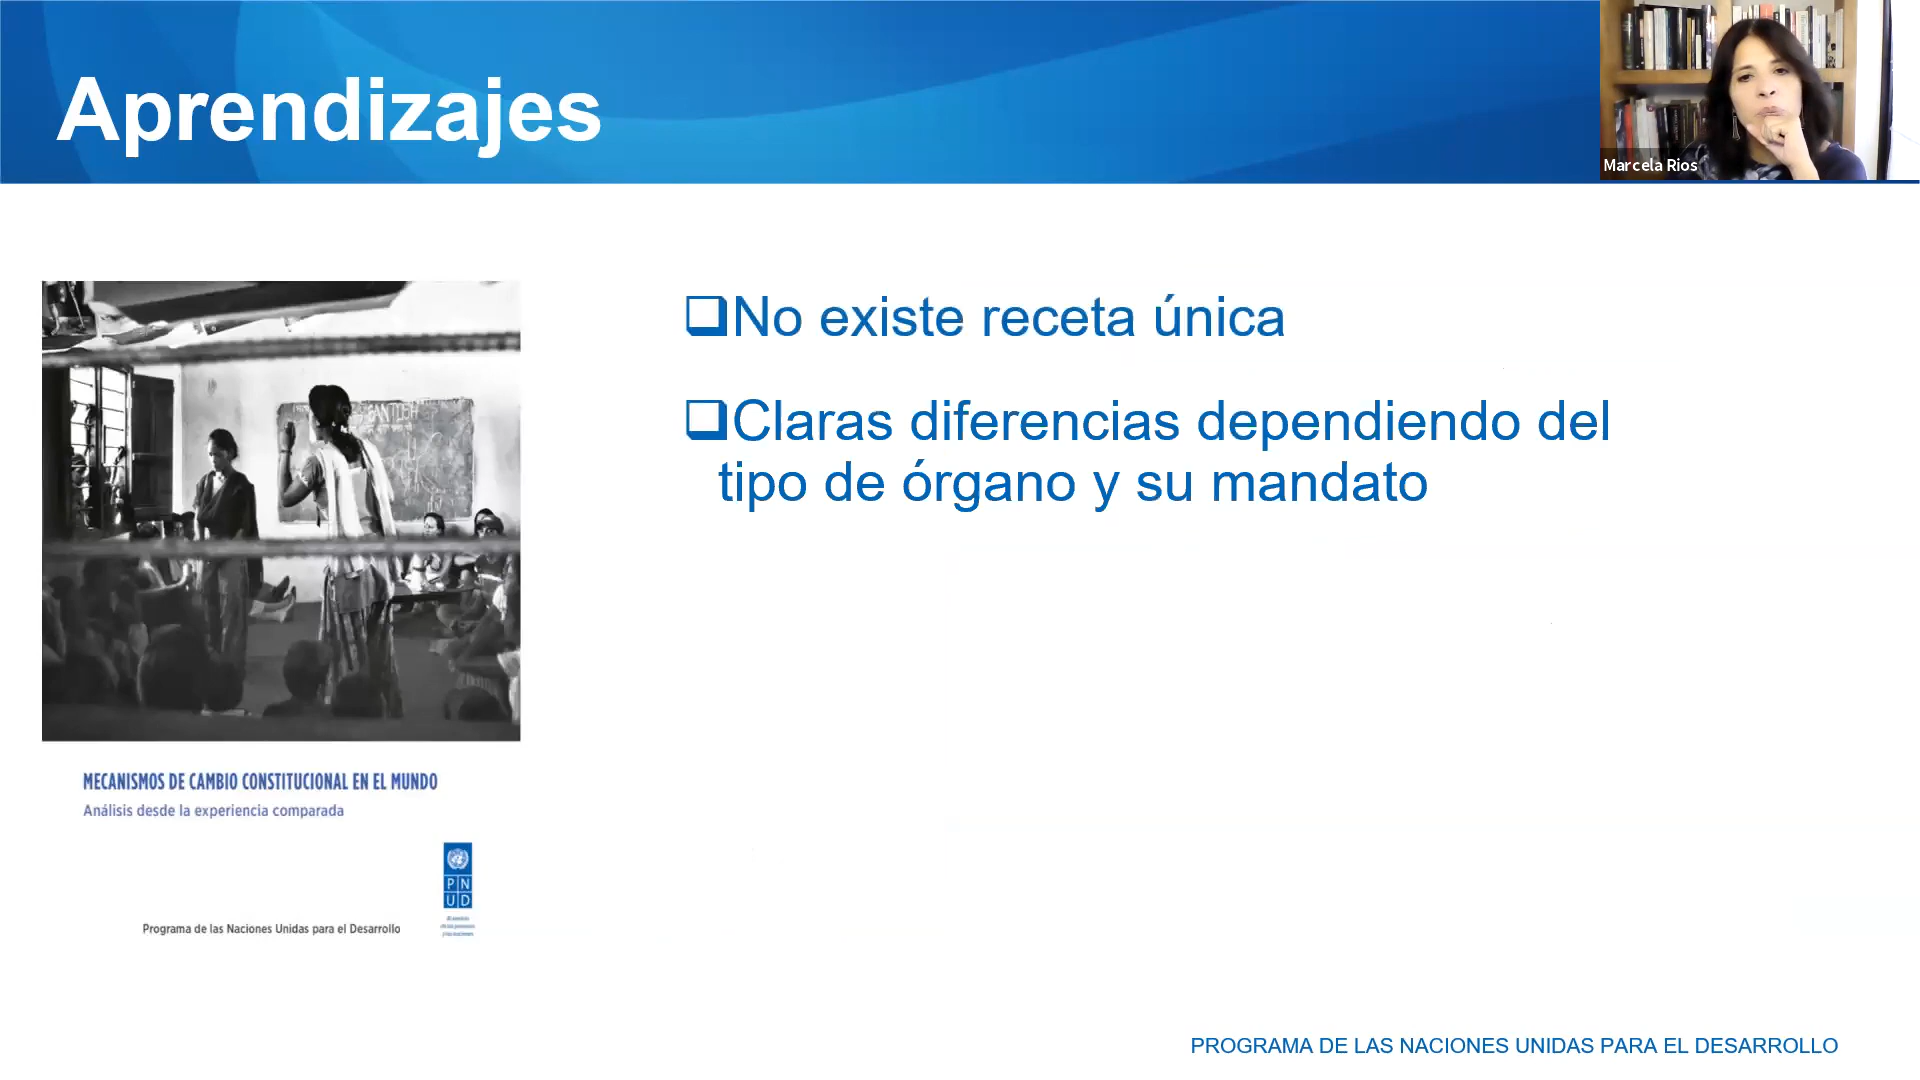 Aprendizajes
Marcela Rios
No existe receta única
Claras diferencias dependiendo del
tipo de órgano y su mandato
MECANISMOS DE CAMBIO CONSTITUCIONAL EN EL MUNDO
Análisis desde la experiencia comparada
P N
U D
Programa de las Naciones Unidas para el Desarrollo
PROGRAMA DE LAS NACIONES UNIDAS PARA EL DESARROLLO